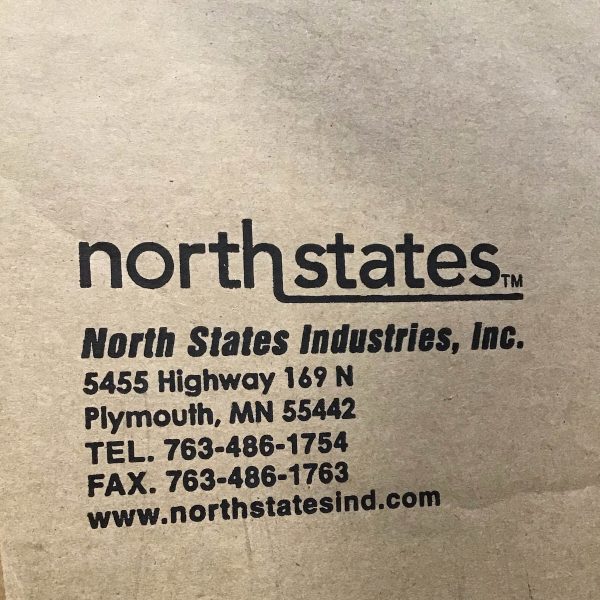 northstates™
North States Industries, Inc.
5455 Highway 169 N
Plymouth, MN 55442
TEL. 763-486-1754
FAX. 763-486-1763
www.northstatesind.com